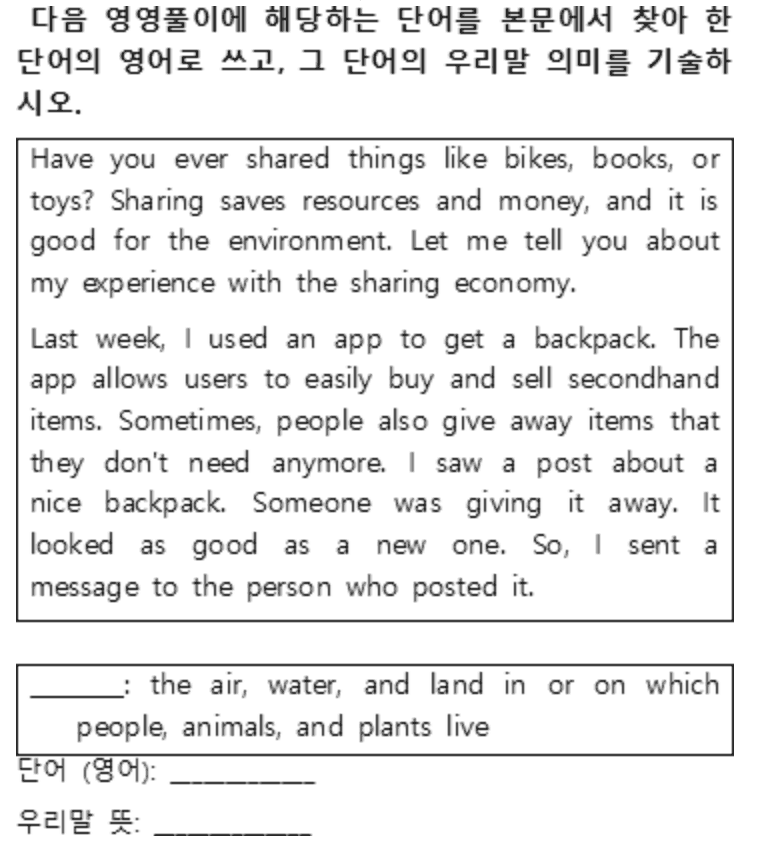 다음 영영풀이에 해당하는 단어를 본문에서 찾아 한
단어의 영어로 쓰고, 그 단어의 우리말 의미를 기술하
시오.
Have you ever shared things like bikes, books, or
toys? Sharing saves resources and money, and it is
good for the environment. Let me tell you about
my experience with the sharing economy.
Last week, I used an app to get a backpack. The
app allows users to easily buy and sell secondhand
items. Sometimes, people also give away items that
they don't need anymore. I saw a post about a
nice backpack. Someone was giving it away. It
looked as good as a new one. So, I sent a
message to the person who posted it.
_______: the air, water, and land in or on which
people, animals, and plants live
단어 (영어): ___________
우리말 뜻: ____________